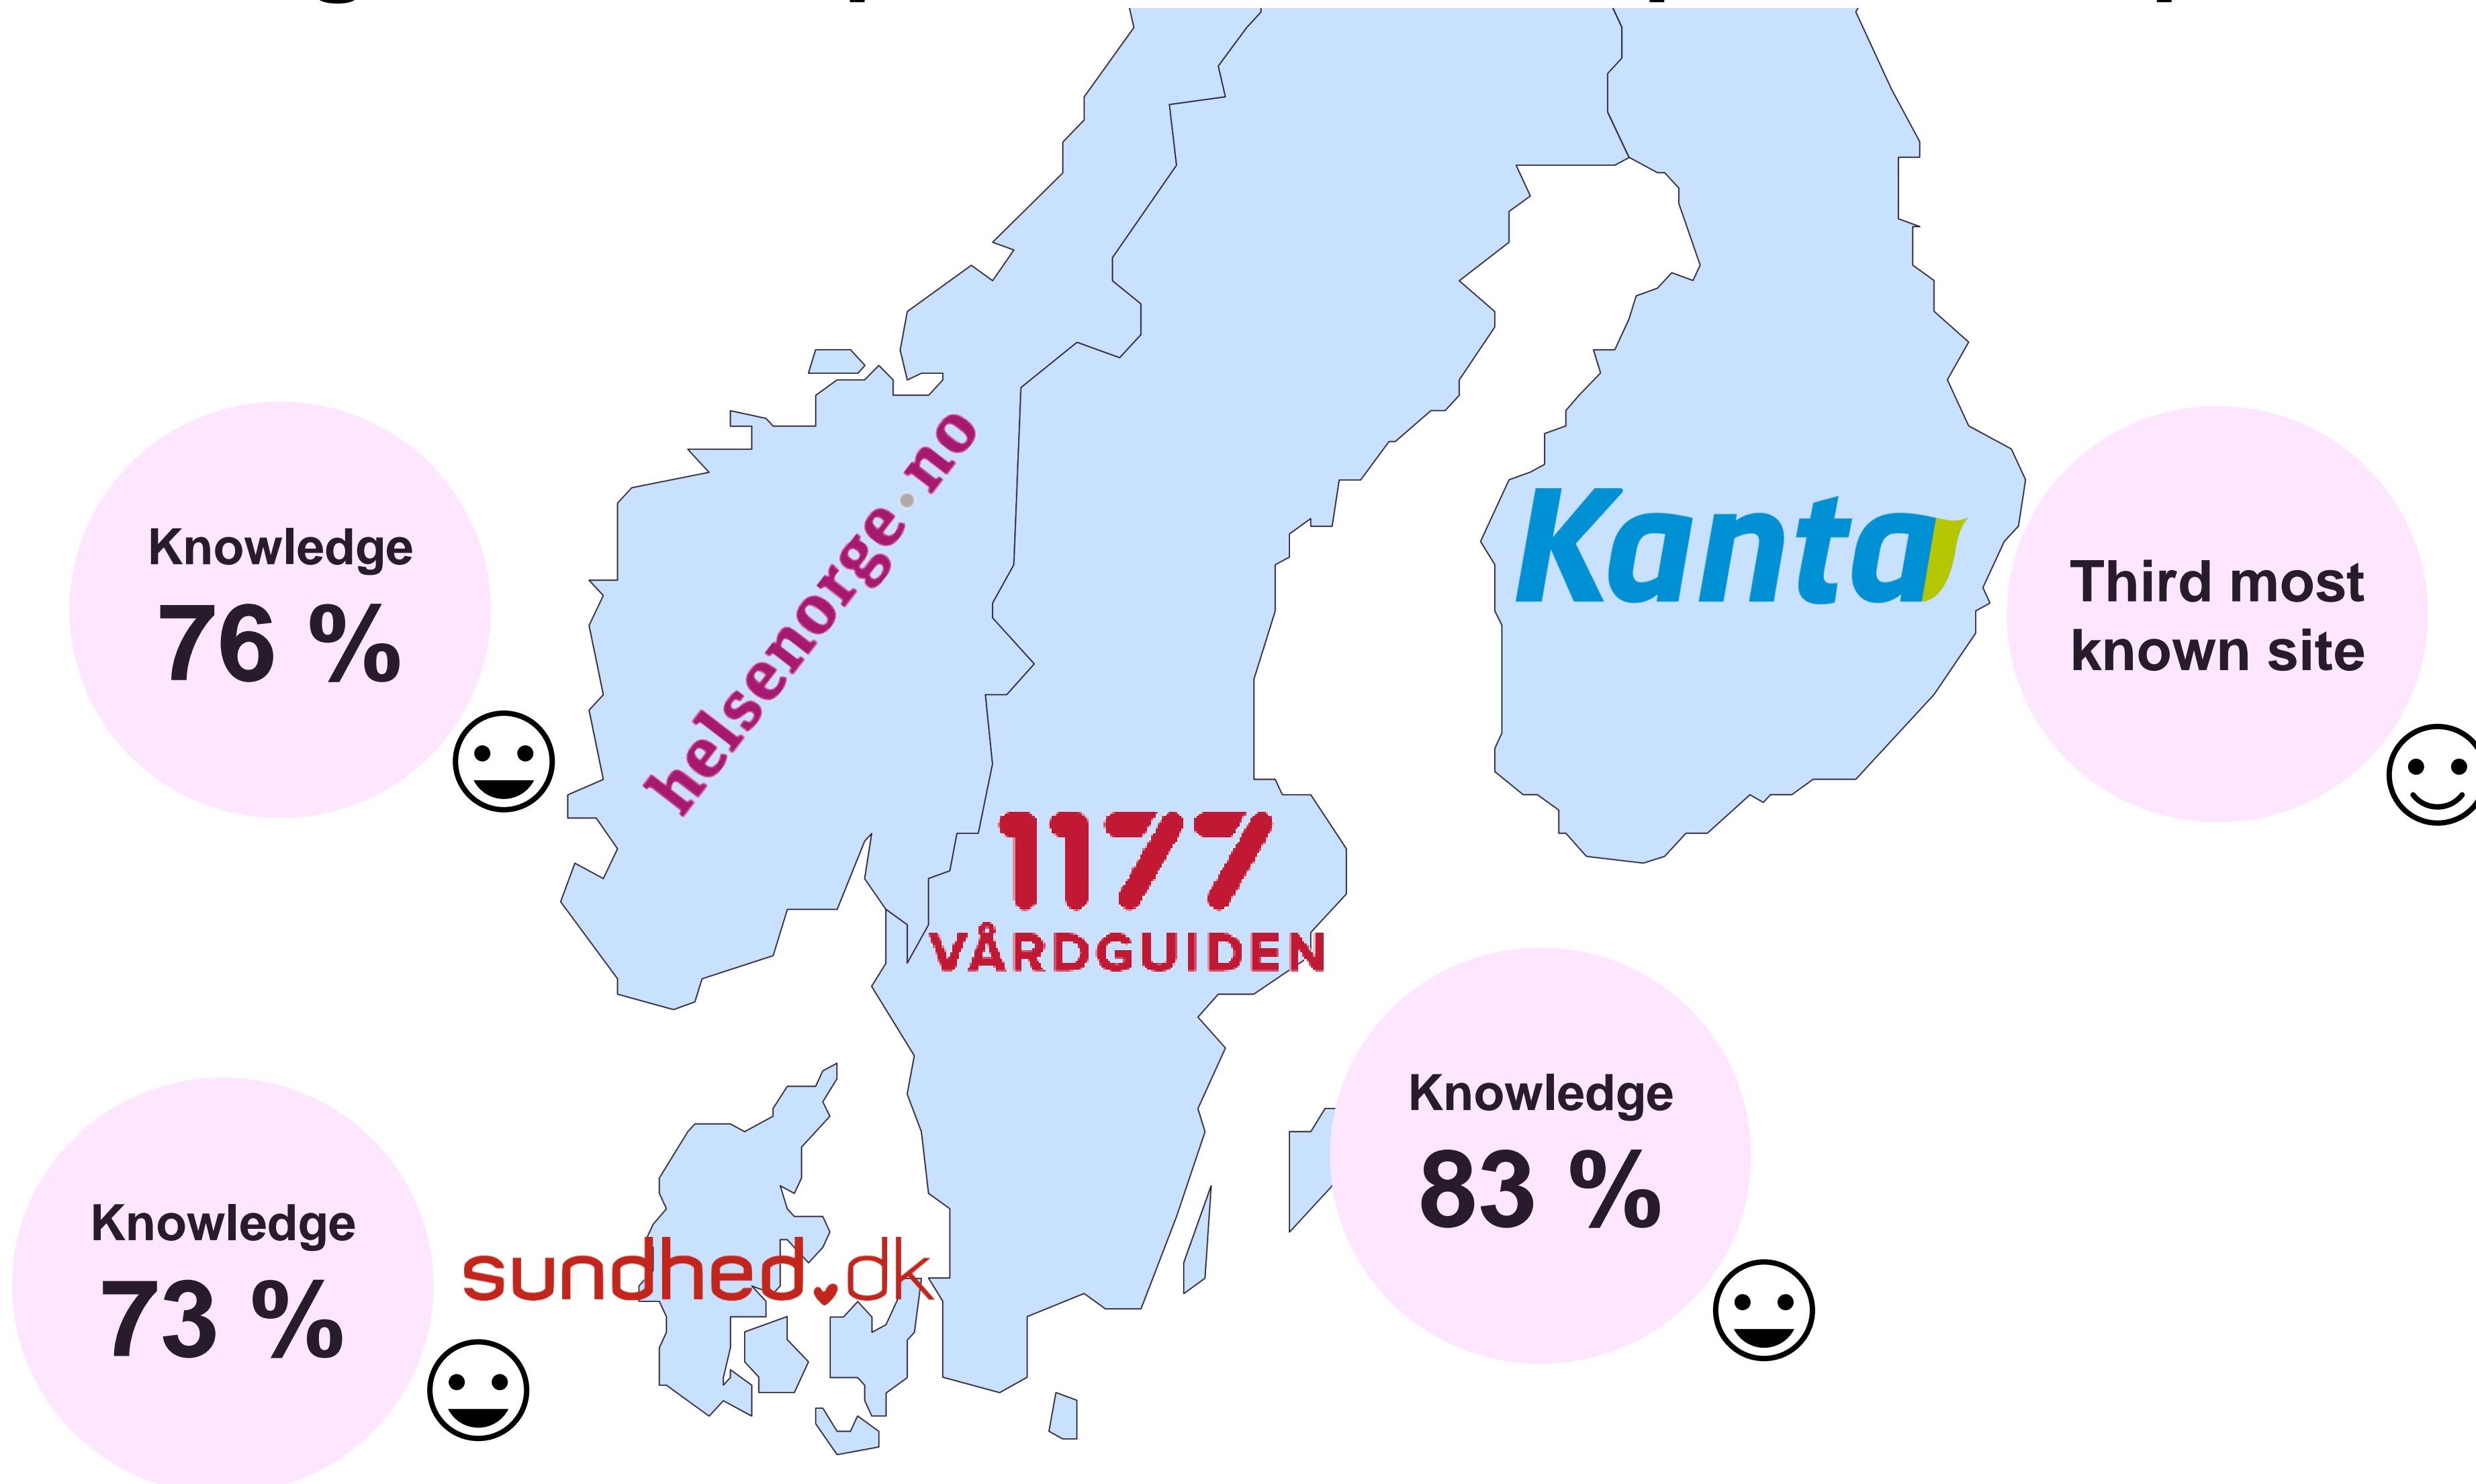 helsenorge.no
Knowledge
76 %
Kanta
Third most
known site
1177
VÅRDGUIDEN
Knowledge
83 %
Knowledge
73 %
sundhed.dk